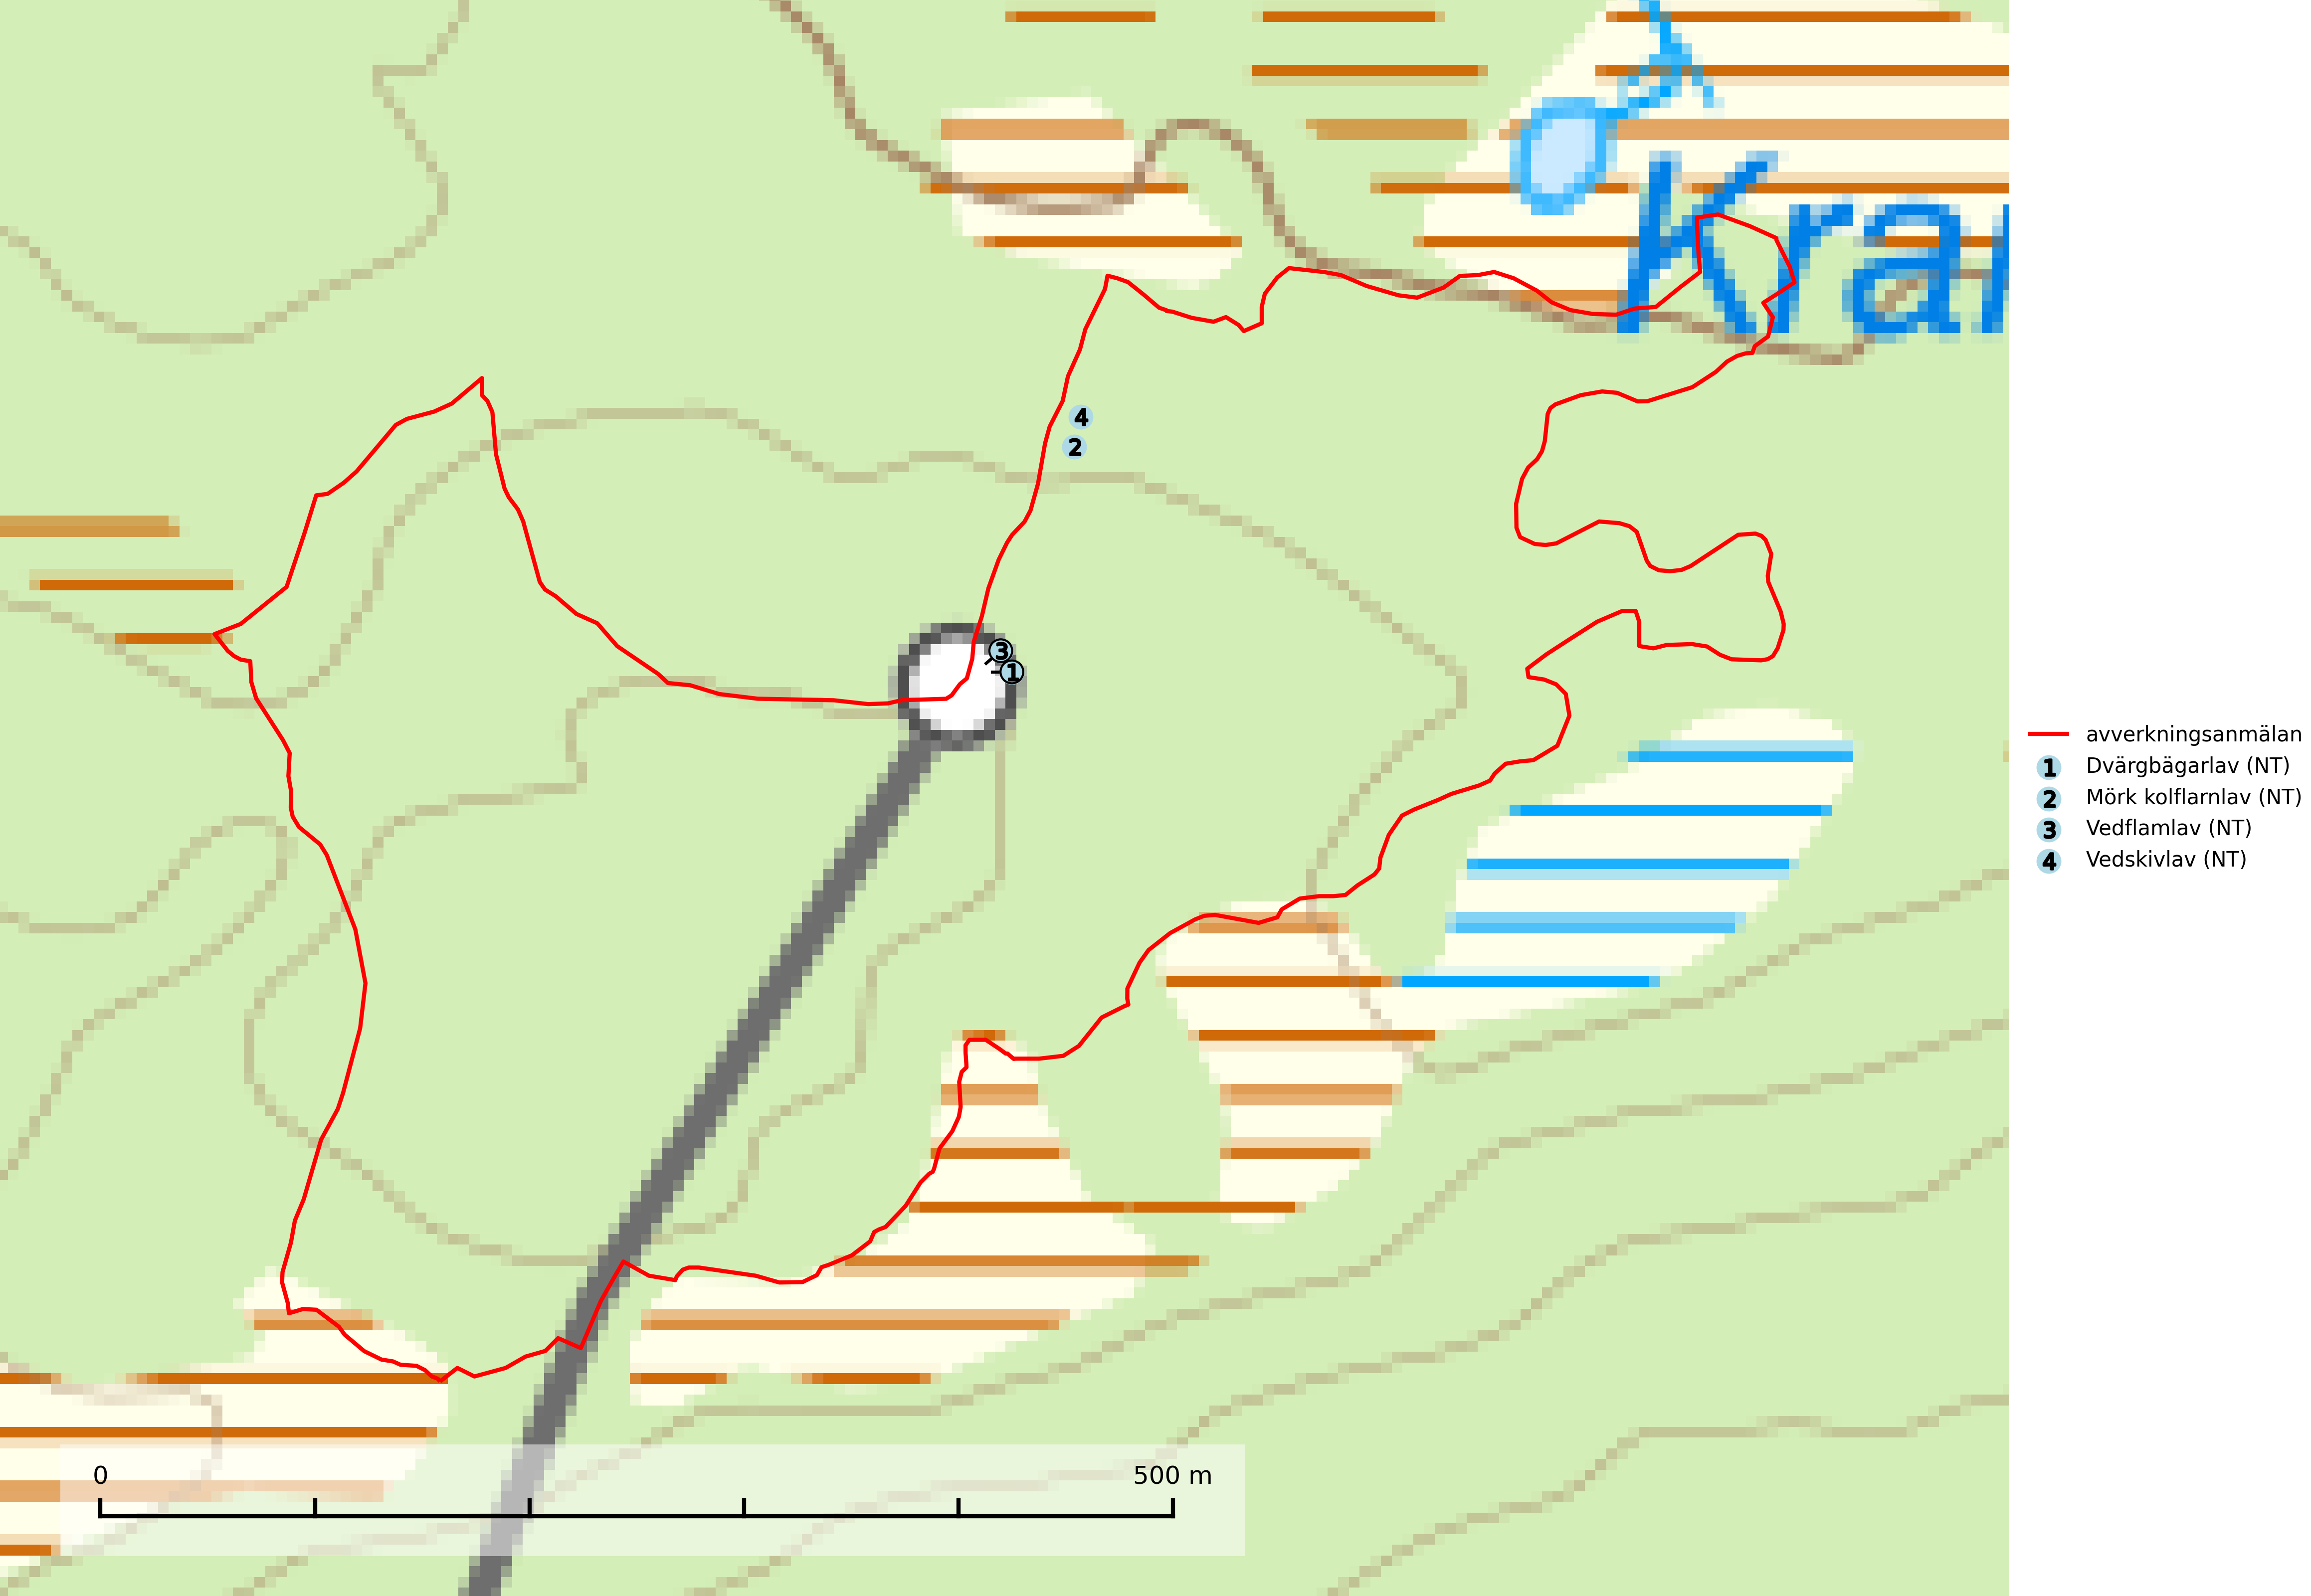 Kra
4
2
3
1
avverkningsanmälan
1 Dvärgbägarlav (NT)
2 Mörk kolflarnlav (NT)
3 Vedflamlav (NT)
4 Vedskivlav (NT)
0 500 m